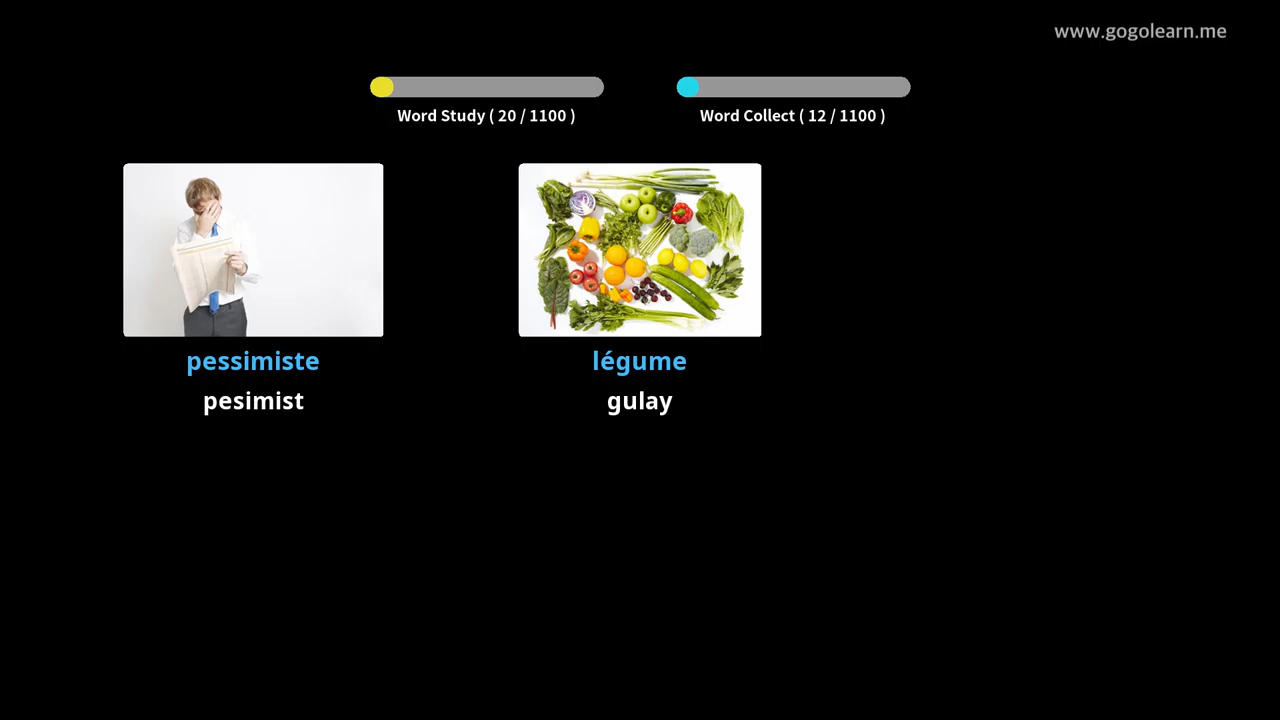 www.gogolearn.me
Word Study ( 20 / 1100 )
Word Collect ( 12 / 1100 )
pessimiste
pesimist
légume
gulay